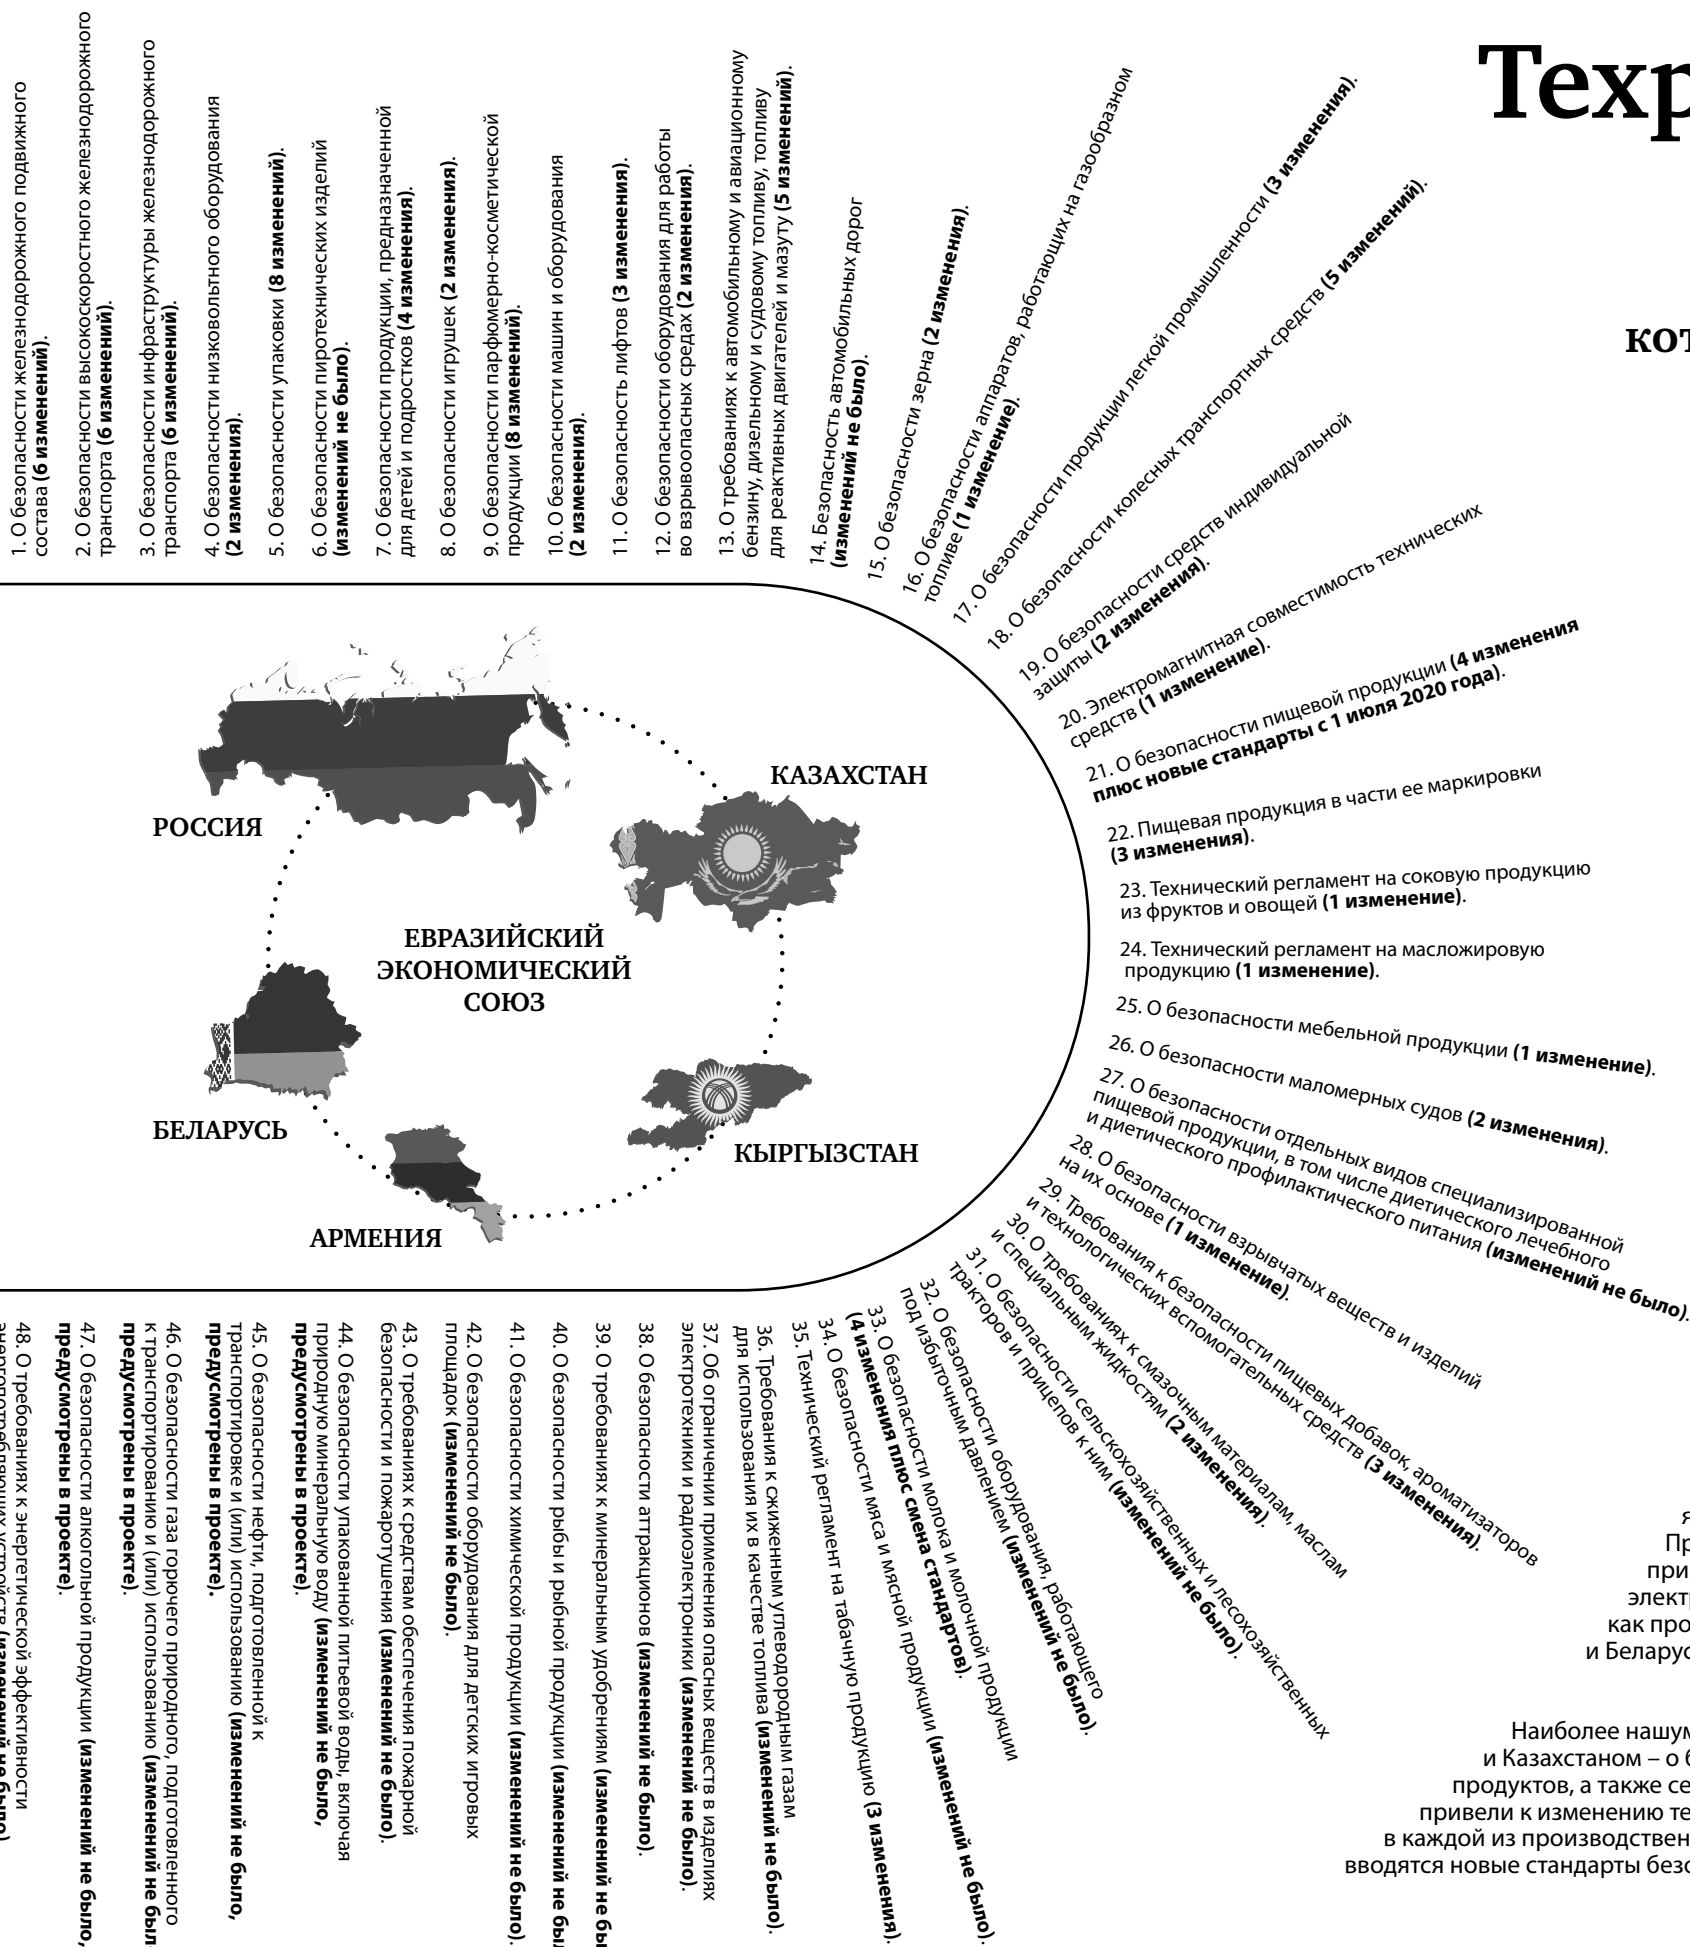 Техр
кот
1. О безопасности железнодорожного подвижного
состава (6 изменений).
2. О безопасности высокоскоростного железнодорожного
транспорта (6 изменений).
3. О безопасности инфраструктуры железнодорожного
транспорта (6 изменений).
4. О безопасности низковольтного оборудования
(2 изменения).
5. О безопасности упаковки (8 изменений).
6. О безопасности пиротехнических изделий
(изменений не было).
7. О безопасности продукции, предназначенной
для детей и подростков (4 изменения).
8. О безопасности игрушек (2 изменения).
9. О безопасности парфюмерно-косметической
продукции (8 изменений).
10. О безопасности машин и оборудования
(2 изменения).
11. О безопасность лифтов (3 изменения).
12. О безопасности оборудования для работы
во взрывоопасных средах (2 изменения).
13. О требованиях к автомобильному и авиационному
бензину, дизельному и судовому топливу, топливу
для реактивных двигателей и мазуту (5 изменений).
14. Безопасность автомобильных дорог
(изменений не было).
15. О безопасности зерна (2 изменения).
16. О безопасности аппаратов, работающих на газообразном
топливе (1 изменение).
17. О безопасности продукции легкой промышленности (3 изменения).
18. О безопасности колесных транспортных средств (5 изменений).
19. О безопасности средств индивидуальной
защиты (2 изменения).
20. Электромагнитная совместимость технических
средств (1 изменение).
21. О безопасности пищевой продукции (4 изменения
плюс новые стандарты с 1 июля 2020 года).
22. Пищевая продукция в части ее маркировки
(3 изменения).
23. Технический регламент на соковую продукцию
из фруктов и овощей (1 изменение).
24. Технический регламент на масложировую
продукцию (1 изменение).
25. О безопасности мебельной продукции (1 изменение).
26. О безопасности маломерных судов (2 изменения).
27. О безопасности отдельных видов специализированной
пищевой продукции, в том числе диетического лечебного
и диетического профилактического питания (изменений не было).
28. О безопасности взрывчатых веществ и изделий
на их основе (1 изменение).
29. Требования к безопасности пищевых добавок, ароматизаторов
и технологических вспомогательных средств (3 изменения).
30. О требованиях к смазочным материалам, маслам
и специальным жидкостям (2 изменения).
31. О безопасности сельскохозяйственных и лесохозяйственных
тракторов и прицепов к ним (изменений не было).
32. О безопасности оборудования, работающего
под избыточным давлением (изменений не было).
33. О безопасности молока и молочной продукции
(4 изменения плюс смена стандартов).
34. О безопасности мяса и мясной продукции (изменений не было).
35. Технический регламент на табачную продукцию (3 изменения).
36. Требования к сжиженным углеводородным газам
для использования их в качестве топлива (изменений не было).
37. Об ограничении применения опасных веществ в изделиях
электротехники и радиоэлектроники (изменений не было).
38. О безопасности аттракционов (изменений не было).
39. О требованиях к минеральным удобрениям (изменений не бы
40. О безопасности рыбы и рыбной продукции (изменений не бы
41. О безопасности химической продукции (изменений не было).
42. О безопасности оборудования для детских игровых
площадок (изменений не было).
43. О требованиях к средствам обеспечения пожарной
безопасности и пожаротушения (изменений не было).
44. О безопасности упакованной питьевой воды, включая
природную минеральную воду (изменений не было,
предусмотрены в проекте).
45. О безопасности нефти, подготовленной к
транспортировке и (или) использованию (изменений не было,
предусмотрены в проекте).
46. О безопасности газа горючего природного, подготовленного
к транспортированию и (или) использованию (изменений не был
предусмотрены в проекте).
47. О безопасности алкогольной продукции (изменений не было,
предусмотрены в проекте).
48. О требованиях к энергетической эффективности
энергопотребляющих устройств (изменений не было)
РОССИЯ
КАЗАХСТАН
ЕВРАЗИЙСКИЙ
ЭКОНОМИЧЕСКИЙ
СОЮЗ
БЕЛАРУСЬ
КЫРГЫЗСТАН
АРМЕНИЯ
я
Пр
при
элект
как про
и Беларус
Наиболее нашум
и Казахстаном – о б
продуктов, а также се
привели к изменению те
в каждой из производствен
вводятся новые стандарты безо